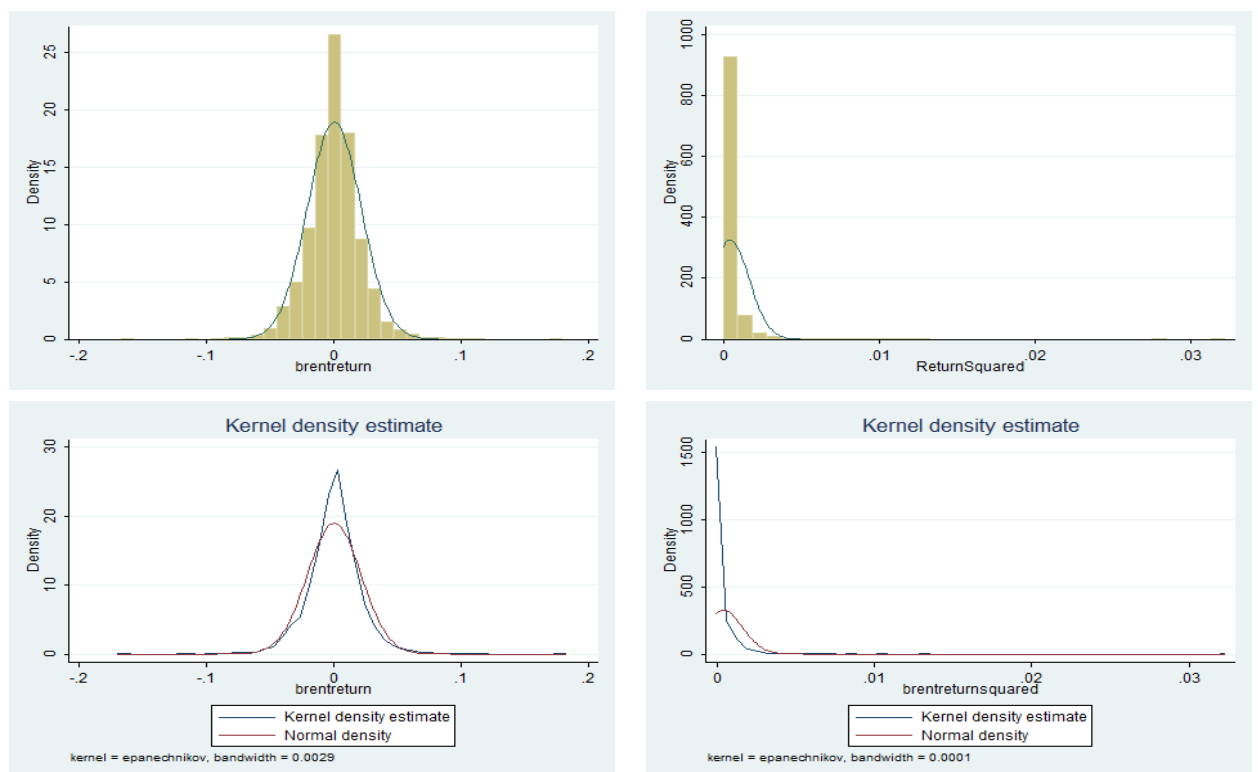 25
20
15
10
5
0
Density
-.2 -.1 0 .1 .2
brentreturn
1000
800
600
400
200
0
Density
0 .01 .02 .03
ReturnSquared
Kernel density estimate
30
20
10
0
Density
-.2 -.1 0 .1 .2
brentreturn
Kernel density estimate
Normal density
kernel = epanechnikov, bandwidth = 0.0029
Kernel density estimate
1500
1000
500
0
Density
0 .01 .02 .03
brentreturnsquared
Kernel density estimate
Normal density
kernel = epanechnikov, bandwidth = 0.0001